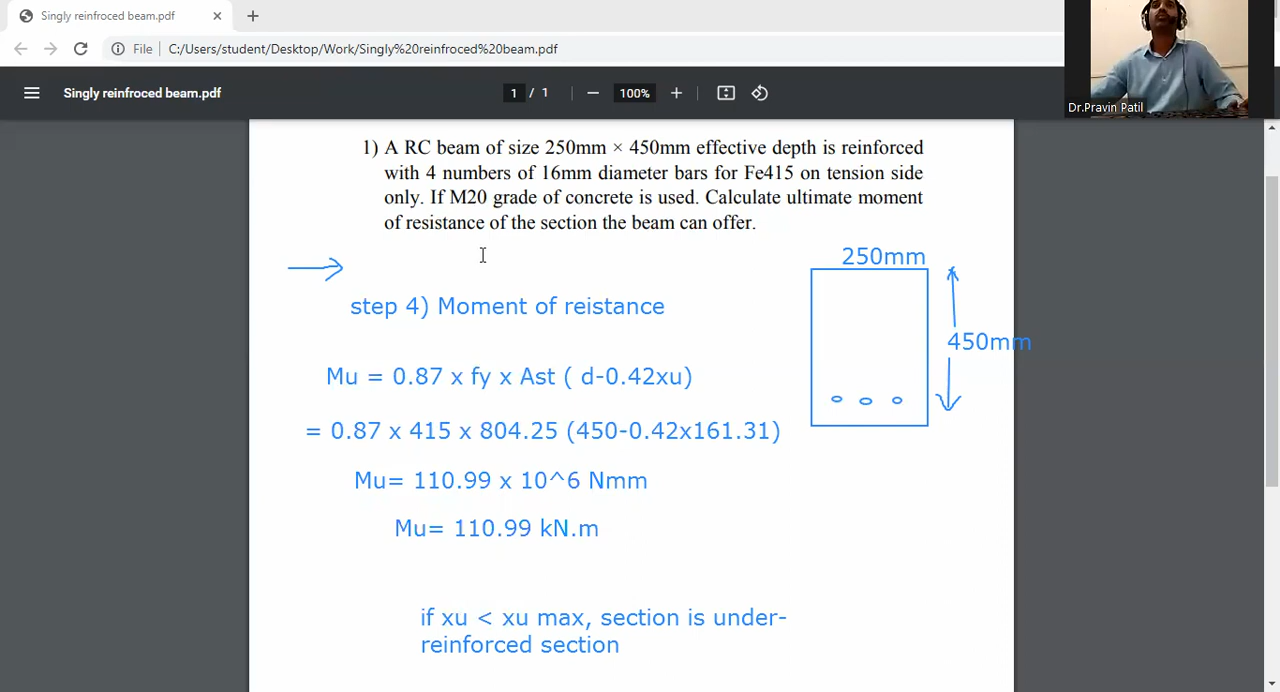 Singly reinfroced beam.pdf
File
C:/Users/student/Desktop/Work/Singly%20reinfroced%20beam.pdf
Singly reinfroced beam.pdf
1 / 1
100%
Dr.Pravin Patil
1) A RC beam of size 250mm × 450mm effective depth is reinforced
with 4 numbers of 16mm diameter bars for Fe415 on tension side
only. If M20 grade of concrete is used. Calculate ultimate moment
of resistance of the section the beam can offer.
250mm
450mm
step 4) Moment of reistance
Mu = 0.87 x fy x Ast ( d-0.42xu)
= 0.87 x 415 x 804.25 (450-0.42x161.31)
Mu= 110.99 x 10^6 Nmm
Mu= 110.99 kN.m
if xu < xu max, section is under-
reinforced section